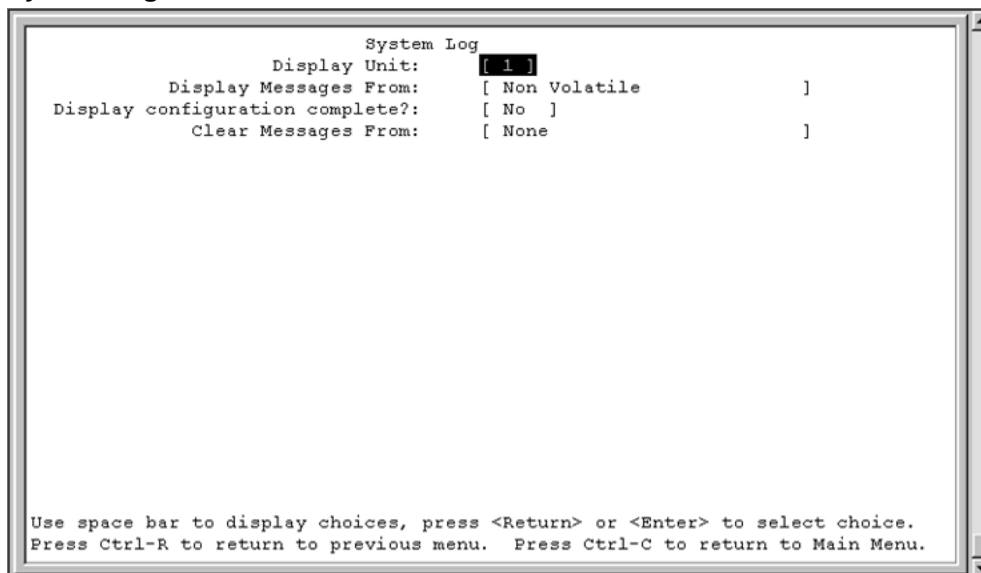 System Log
Display Unit: [ 1 ]
Display Messages From: [ Non Volatile ]
Display configuration complete?: [ No ]
Clear Messages From: [ None ]
Use space bar to display choices, press <Return> or <Enter> to select choice.
Press Ctrl-R to return to previous menu. Press Ctrl-C to return to Main Menu.